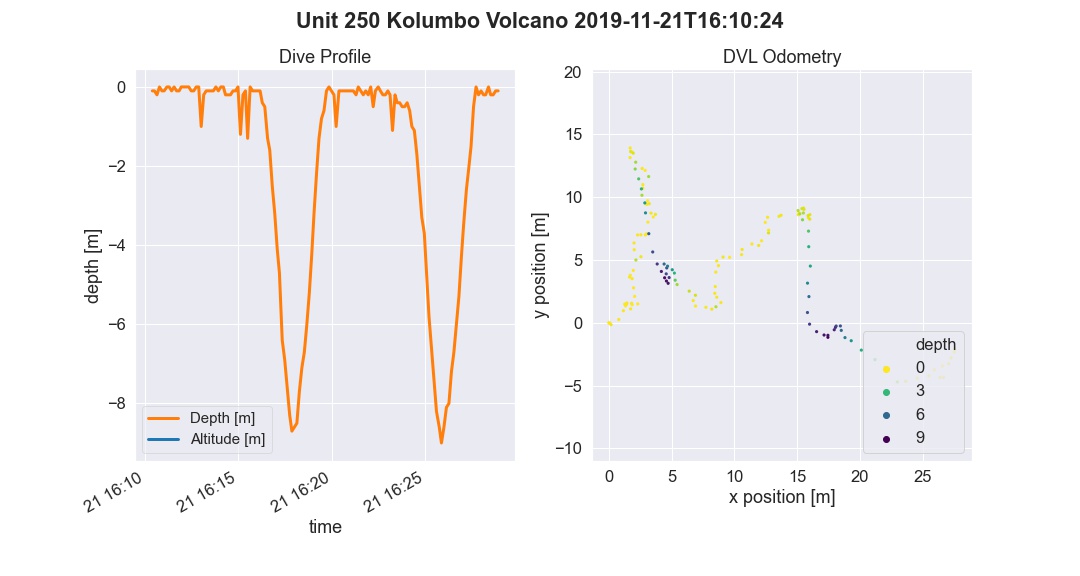 Unit 250 Kolumbo Volcano 2019-11-21T16:10:24
Dive Profile
0
−2
−4
−6
−8
depth [m]
Depth [m]
Altitude [m]
21 16:10
21 16:15
21 16:20
21 16:25
time
DVL Odometry
20
15
10
5
0
−5
−10
y position [m]
depth
0
3
6
9
0
5
10
15
20
25
x position [m]